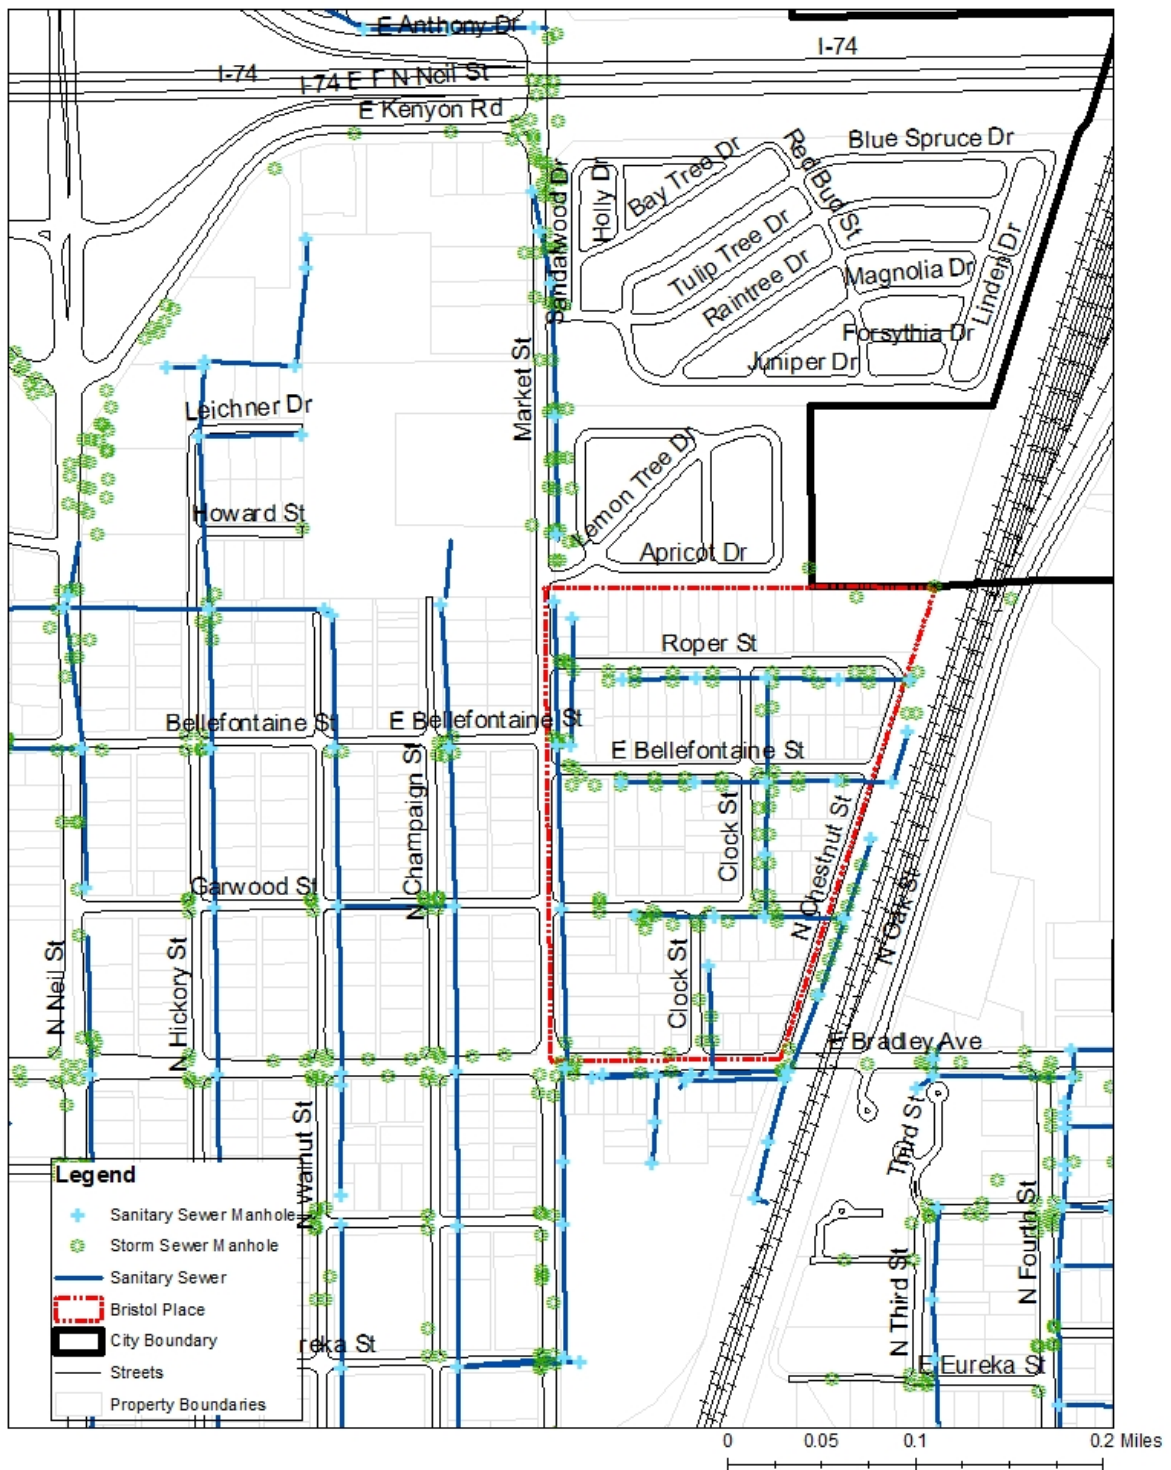 E Anthony Dr
I-74
I-74
I-74 E F N Neil St
E Kenyon Rd
Blue Spruce Dr
Red Bud St
Bay Tree Dr
Holly Dr
Sandalwood Dr
Tulip Tree Dr
Raintree Dr
Magnolia Dr
Linden Dr
Forsythia Dr
Juniper Dr
Market St
Leichner Dr
Lemon Tree Dr
Howard St
Apricot Dr
Roper St
Bellefontaine St
E Bellefontaine St
E Bellefontaine St
N Champaign St
Clock St
N Chestnut St
Garwood St
N Oak St
N Neil St
N Hickory St
Clock St
E Bradley Ave
N Walnut St
Third St
N Fourth St
N Third St
reka St
E Eureka St
Legend
Sanitary Sewer Manhole
Storm Sewer Manhole
Sanitary Sewer
Bristol Place
City Boundary
Streets
Property Boundaries
0 0.05 0.1 0.2 Miles